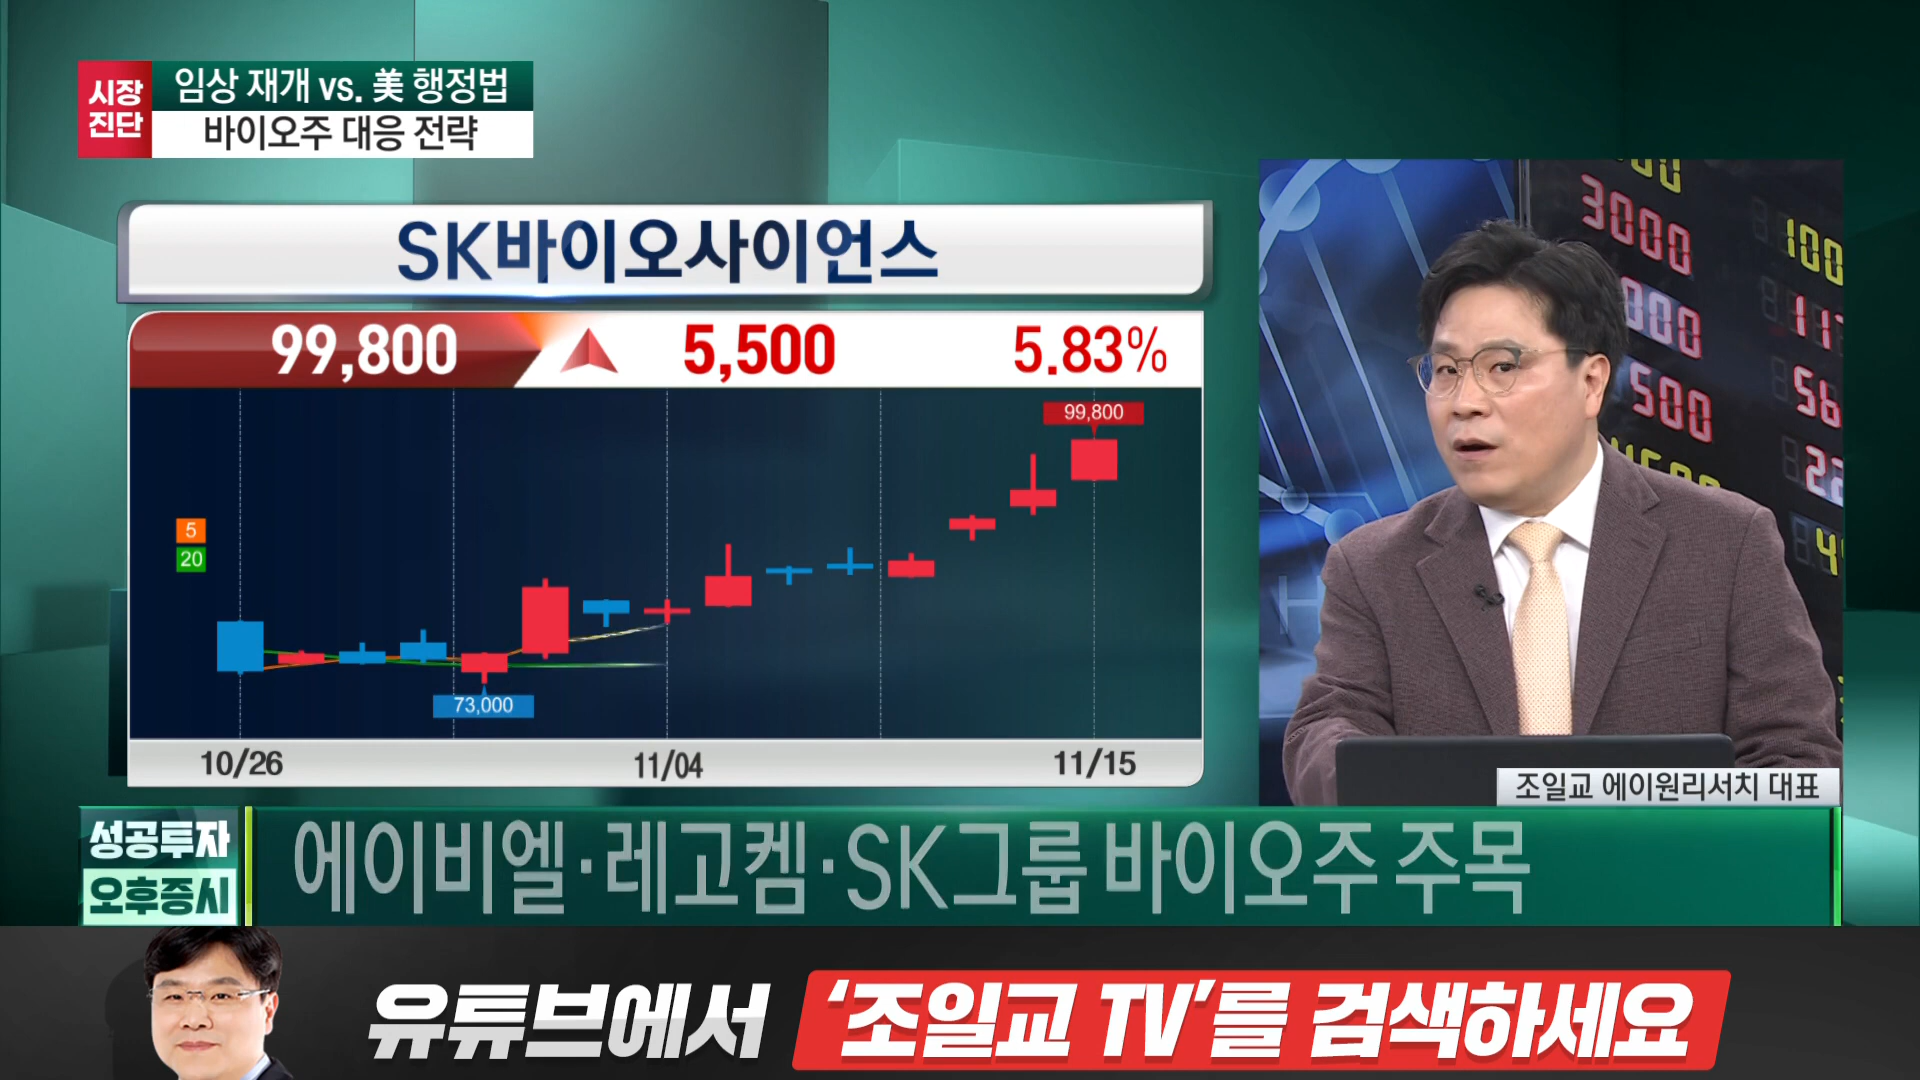 시장
진단
임상 재개 vs. 美 행정법
바이오주 대응 전략
SK바이오사이언스
99,800
5,500
5.83%
99,800
5
20
73,000
10/26
11/04
11/15
3000
100
500
조일교 에이원리서치 대표
성공투자
오후증시
에이비엘·레고켐·SK그룹 바이오주 주목
유튜브에서 '조일교 TV'를 검색하세요